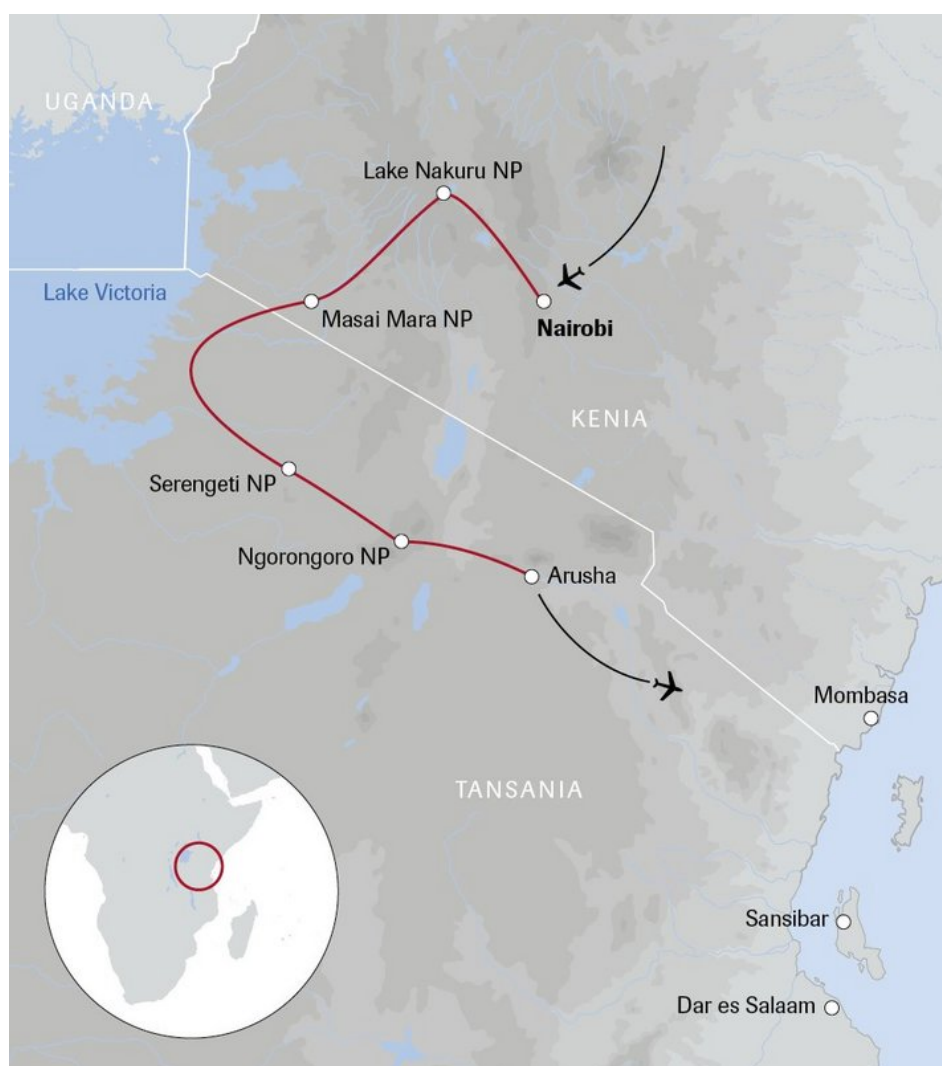 UGANDA
Lake Nakuru NP
Lake Victoria
Masai Mara NP
Nairobi
KENIA
Serengeti NP
Ngorongoro NP
Arusha
Mombasa
TANSANIA
Sansibar
Dar es Salaam